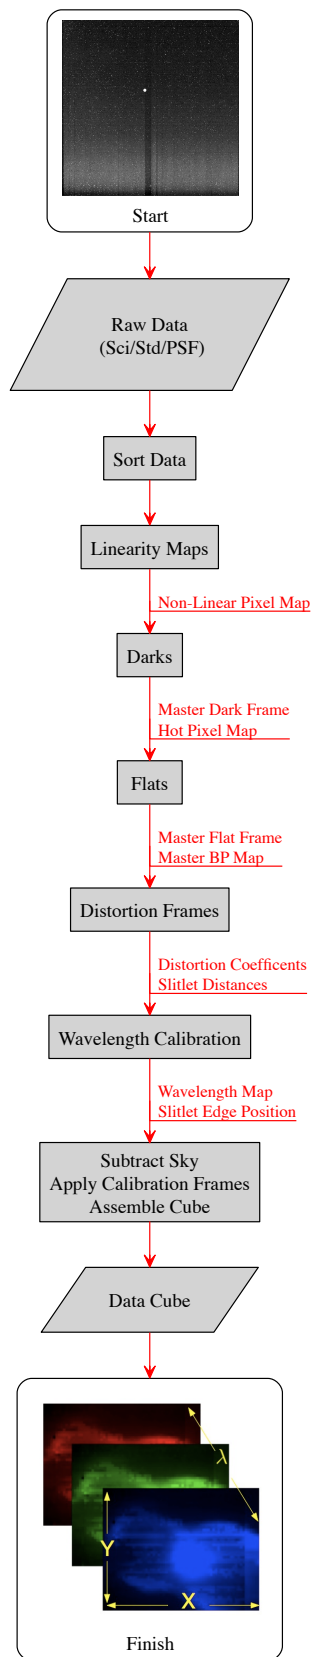 Start
Raw Data
(Sci/Std/PSF)
Sort Data
Linearity Maps
Non-Linear Pixel Map
Darks
Master Dark Frame
Hot Pixel Map
Flats
Master Flat Frame
Master BP Map
Distortion Frames
Distortion Coefficents
Slitlet Distances
Wavelength Calibration
Wavelength Map
Slitlet Edge Position
Subtract Sky
Apply Calibration Frames
Assemble Cube
Data Cube
λ
Y
X
Finish